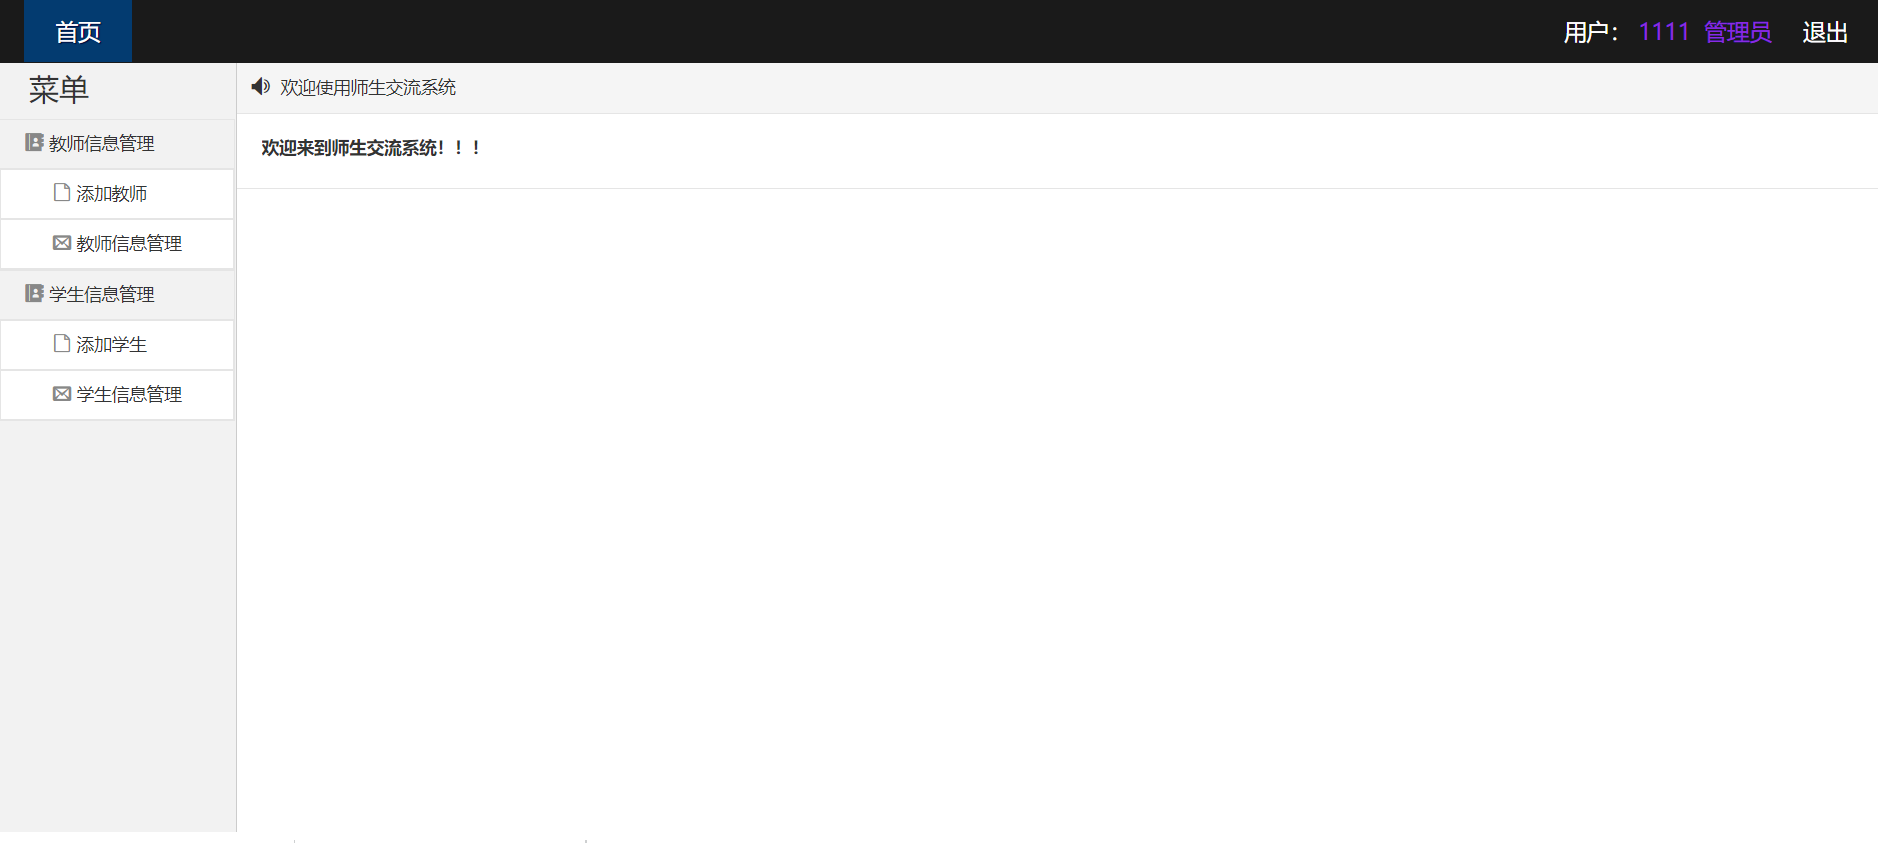 首页
用户： 1111 管理员 退出
菜单
教师信息管理
添加教师
教师信息管理
学生信息管理
添加学生
学生信息管理
欢迎使用师生交流系统
欢迎来到师生交流系统！！！